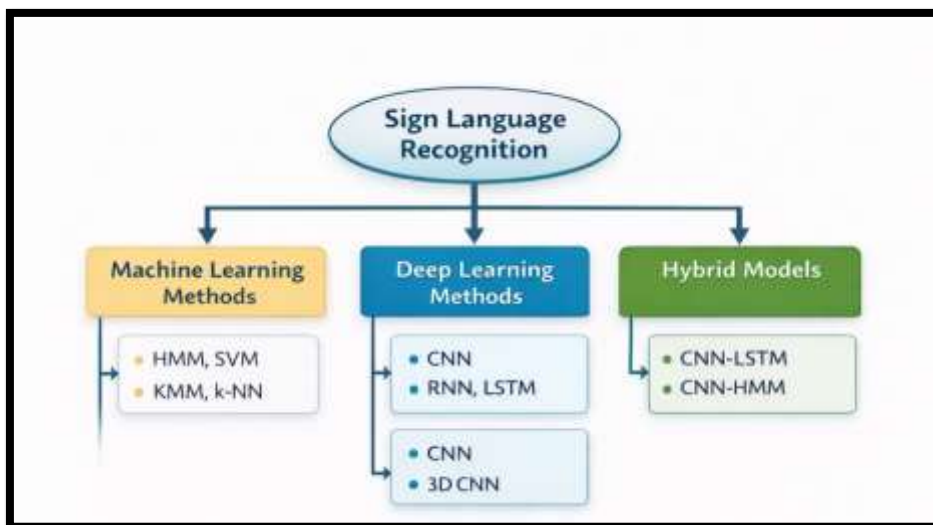 Sign Language
Recognition
Machine Learning
Methods
HMM, SVM
KMM, k-NN
Deep Learning
Methods
CNN
RNN, LSTM
CNN
3D CNN
Hybrid Models
CNN-LSTM
CNN-HMM